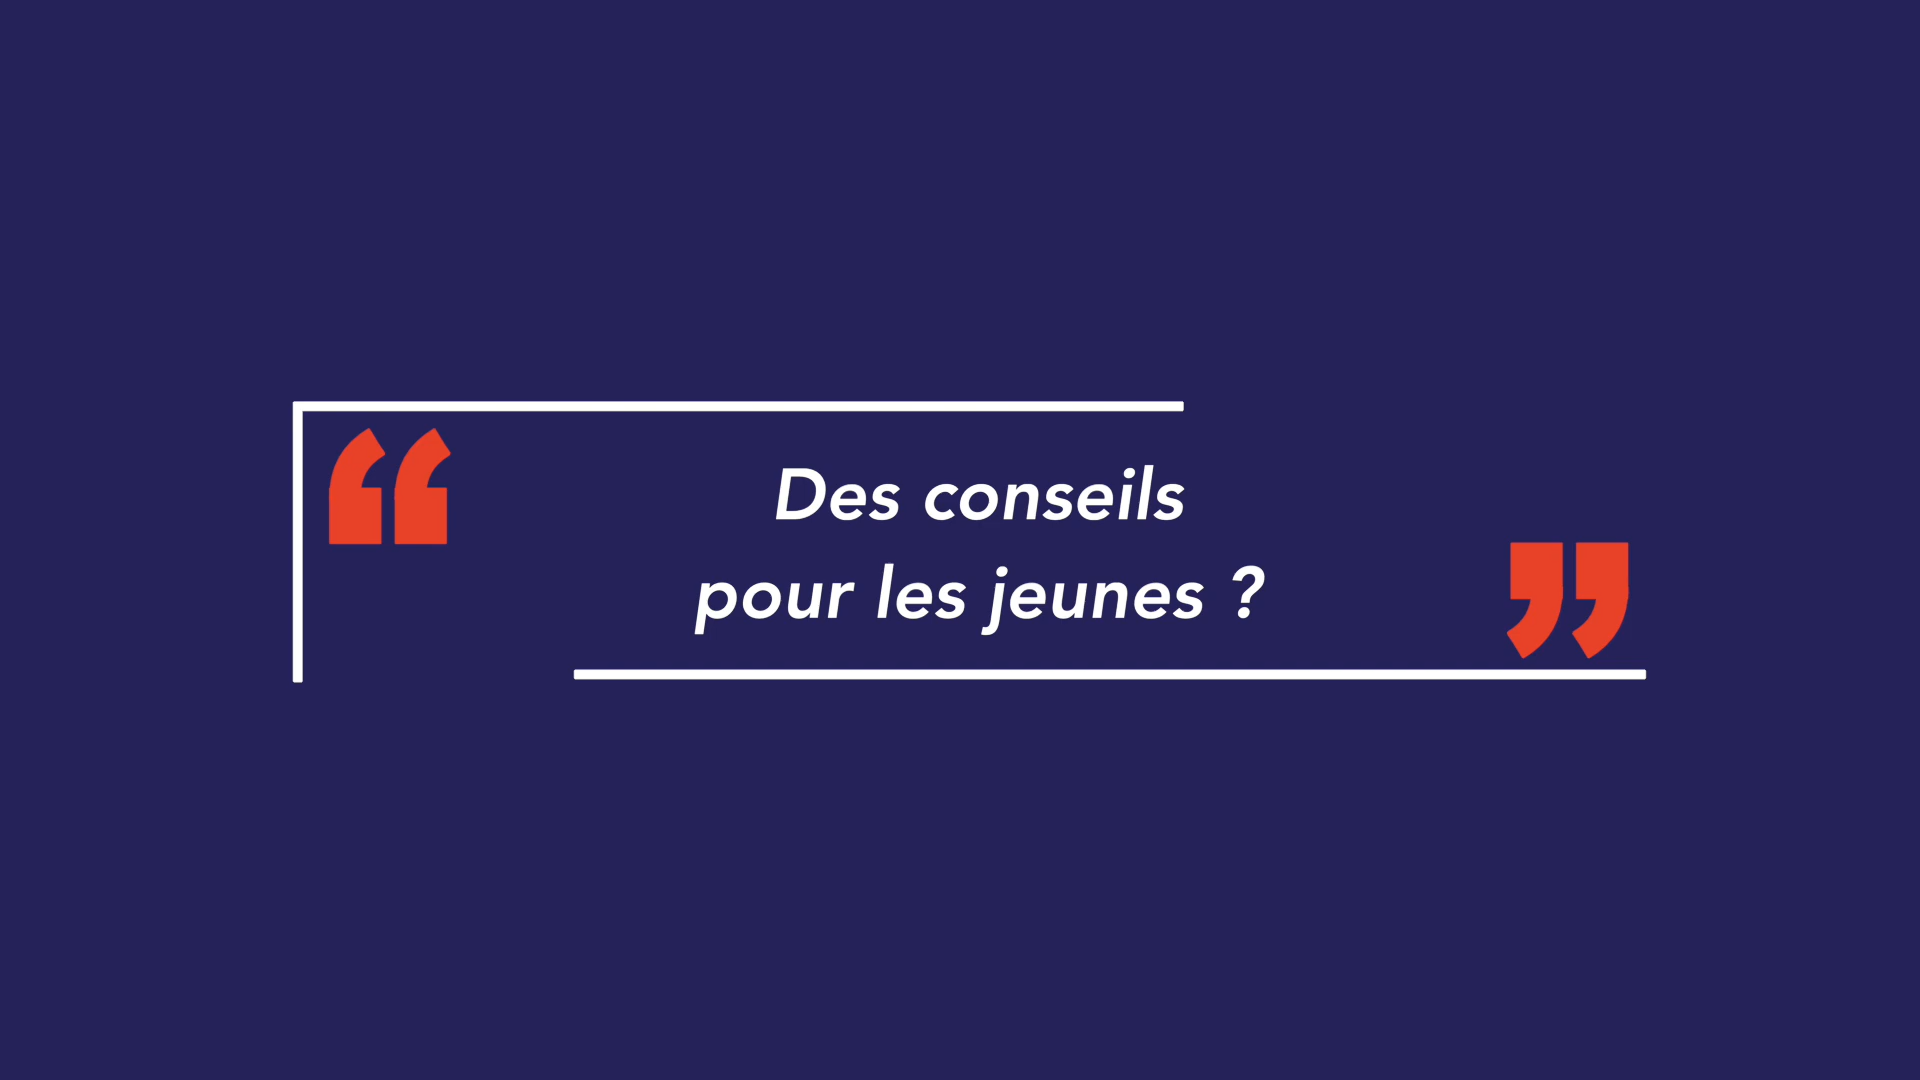 “
Des conseils
pour les jeunes ?
”